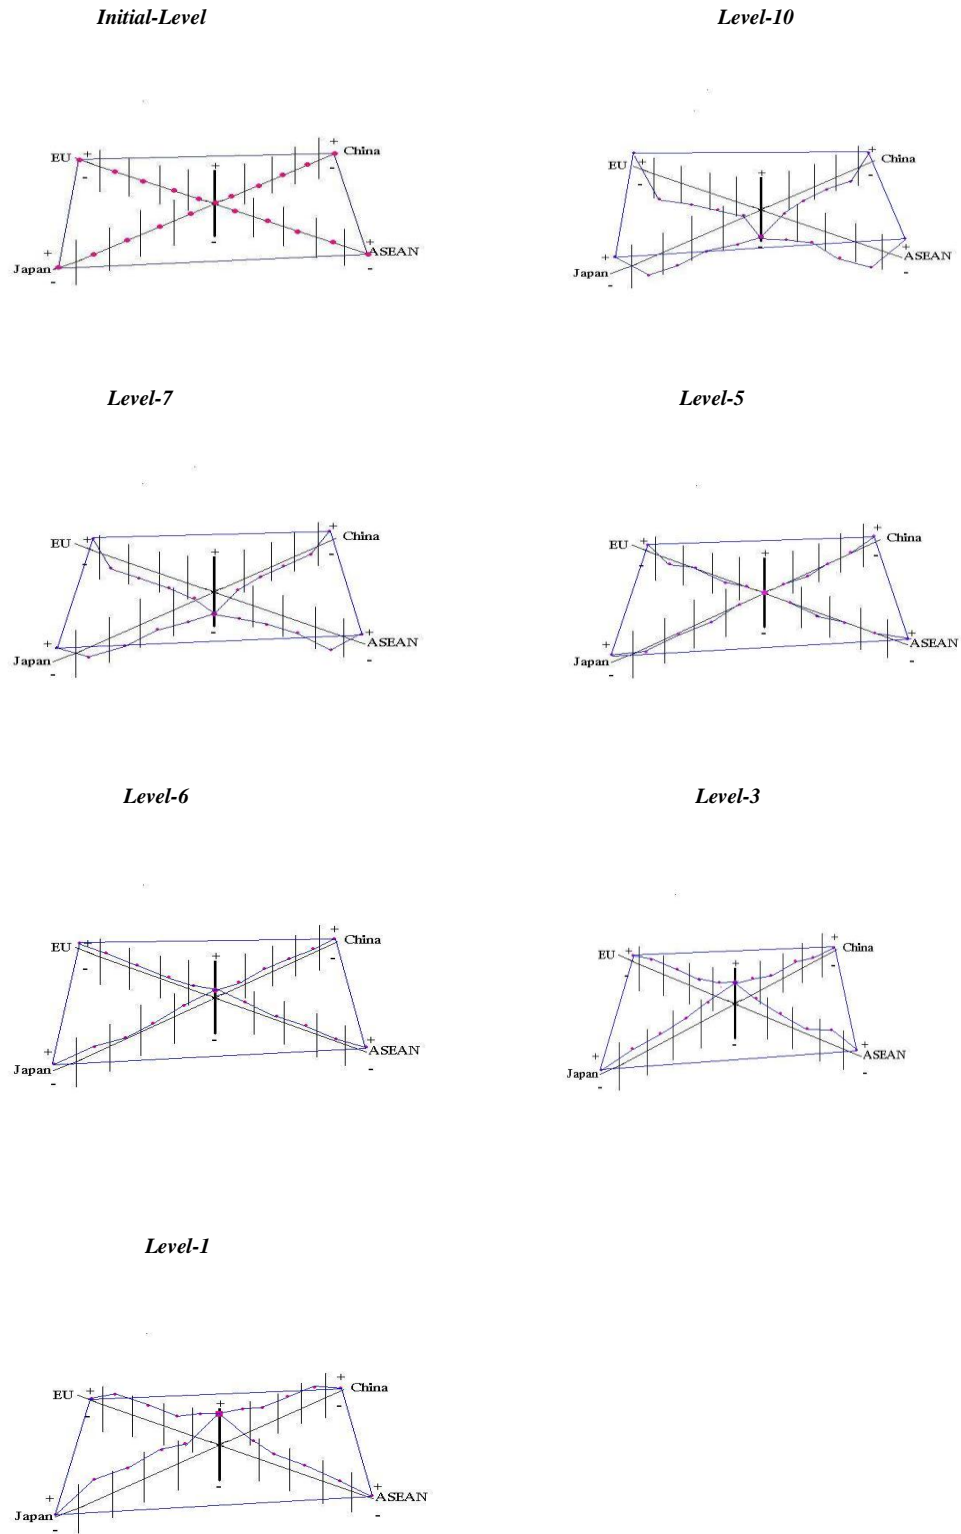 Initial-Level
Level-10
+
EU + China
- + -
- +
+ ASEAN
Japan -
-
+
EU + China
- + -
- +
+ ASEAN
Japan -
-
Level-7
Level-5
+
EU + China
- + -
- +
+ ASEAN
Japan -
-
+
EU + China
- + -
-
+ + ASEAN
Japan -
-
Level-6
Level-3
+
EU + China
- + -
- +
+ ASEAN
Japan -
-
+
EU + China
- + -
- +
+ ASEAN
Japan -
-
Level-1
+
EU + China
- + -
- +
+ ASEAN
Japan -
-